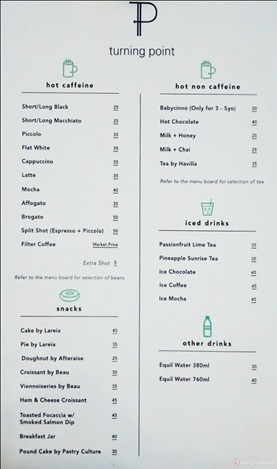 TP
turning point
hot caffeine
Short/Long Black 25
Short/Long Macchiato 25
Piccolo 35
Flat White 35
Cappuccino 35
Latte 35
Mocha 40
Affogato 35
Brogato 50
Split Shot (Espresso + Piccolo) 50
Filter Coffee Market Price
Extra Shot 5
Refer to the menu board for selection of beans
snacks
Cake by Lareia 45
Pie by Lareia 35
Doughnut by Afteraise 25
Croissant by Beau 30
Viennoiseries by Beau 35
Ham & Cheese Croissant 45
Toasted Focaccia w/
Smoked Salmon Dip 45
Breakfast Jar 40
Pound Cake by Pastry Culture
hot non caffeine
Babycinno (Only for 3 - 5yo) 20
Hot Chocolate 40
Milk + Honey 25
Milk + Chai 25
Tea by Havilla 35
Refer to the menu board for selection of tea
iced drinks
Passionfruit Lime Tea 35
Pineapple Sunrise Tea 35
Ice Chocolate 45
Ice Coffee 45
Ice Mocha 45
other drinks
Equil Water 380ml 30
Equil Water 760ml 40